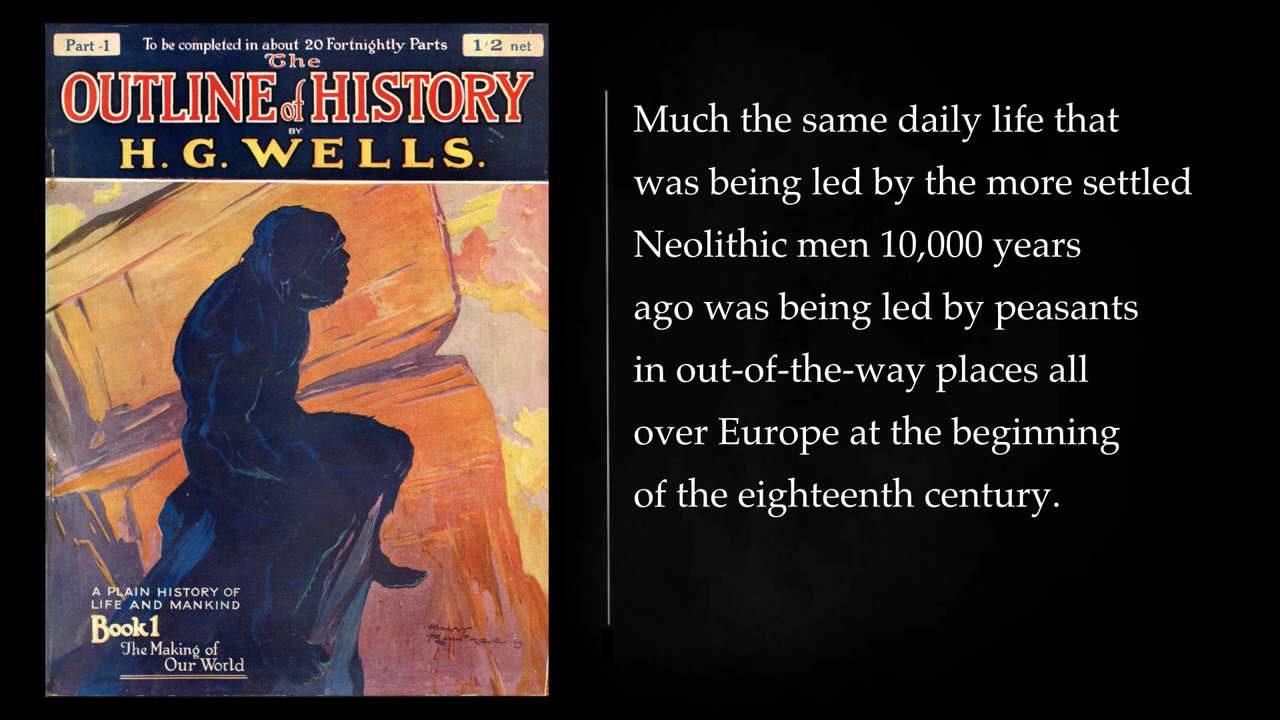 Part -1
To be completed in about 20 Fortnightly Parts
1/2 net
The
OUTLINE of HISTORY
BY
H. G. WELLS.
A PLAIN HISTORY OF
LIFE AND MANKIND
Book 1
The Making of
Our World
Much the same daily life that
was being led by the more settled
Neolithic men 10,000 years
ago was being led by peasants
in out-of-the-way places all
over Europe at the beginning
of the eighteenth century.